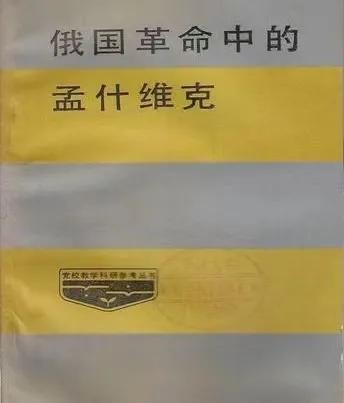 俄国革命中的
孟什维克
党校教学科研参考丛书